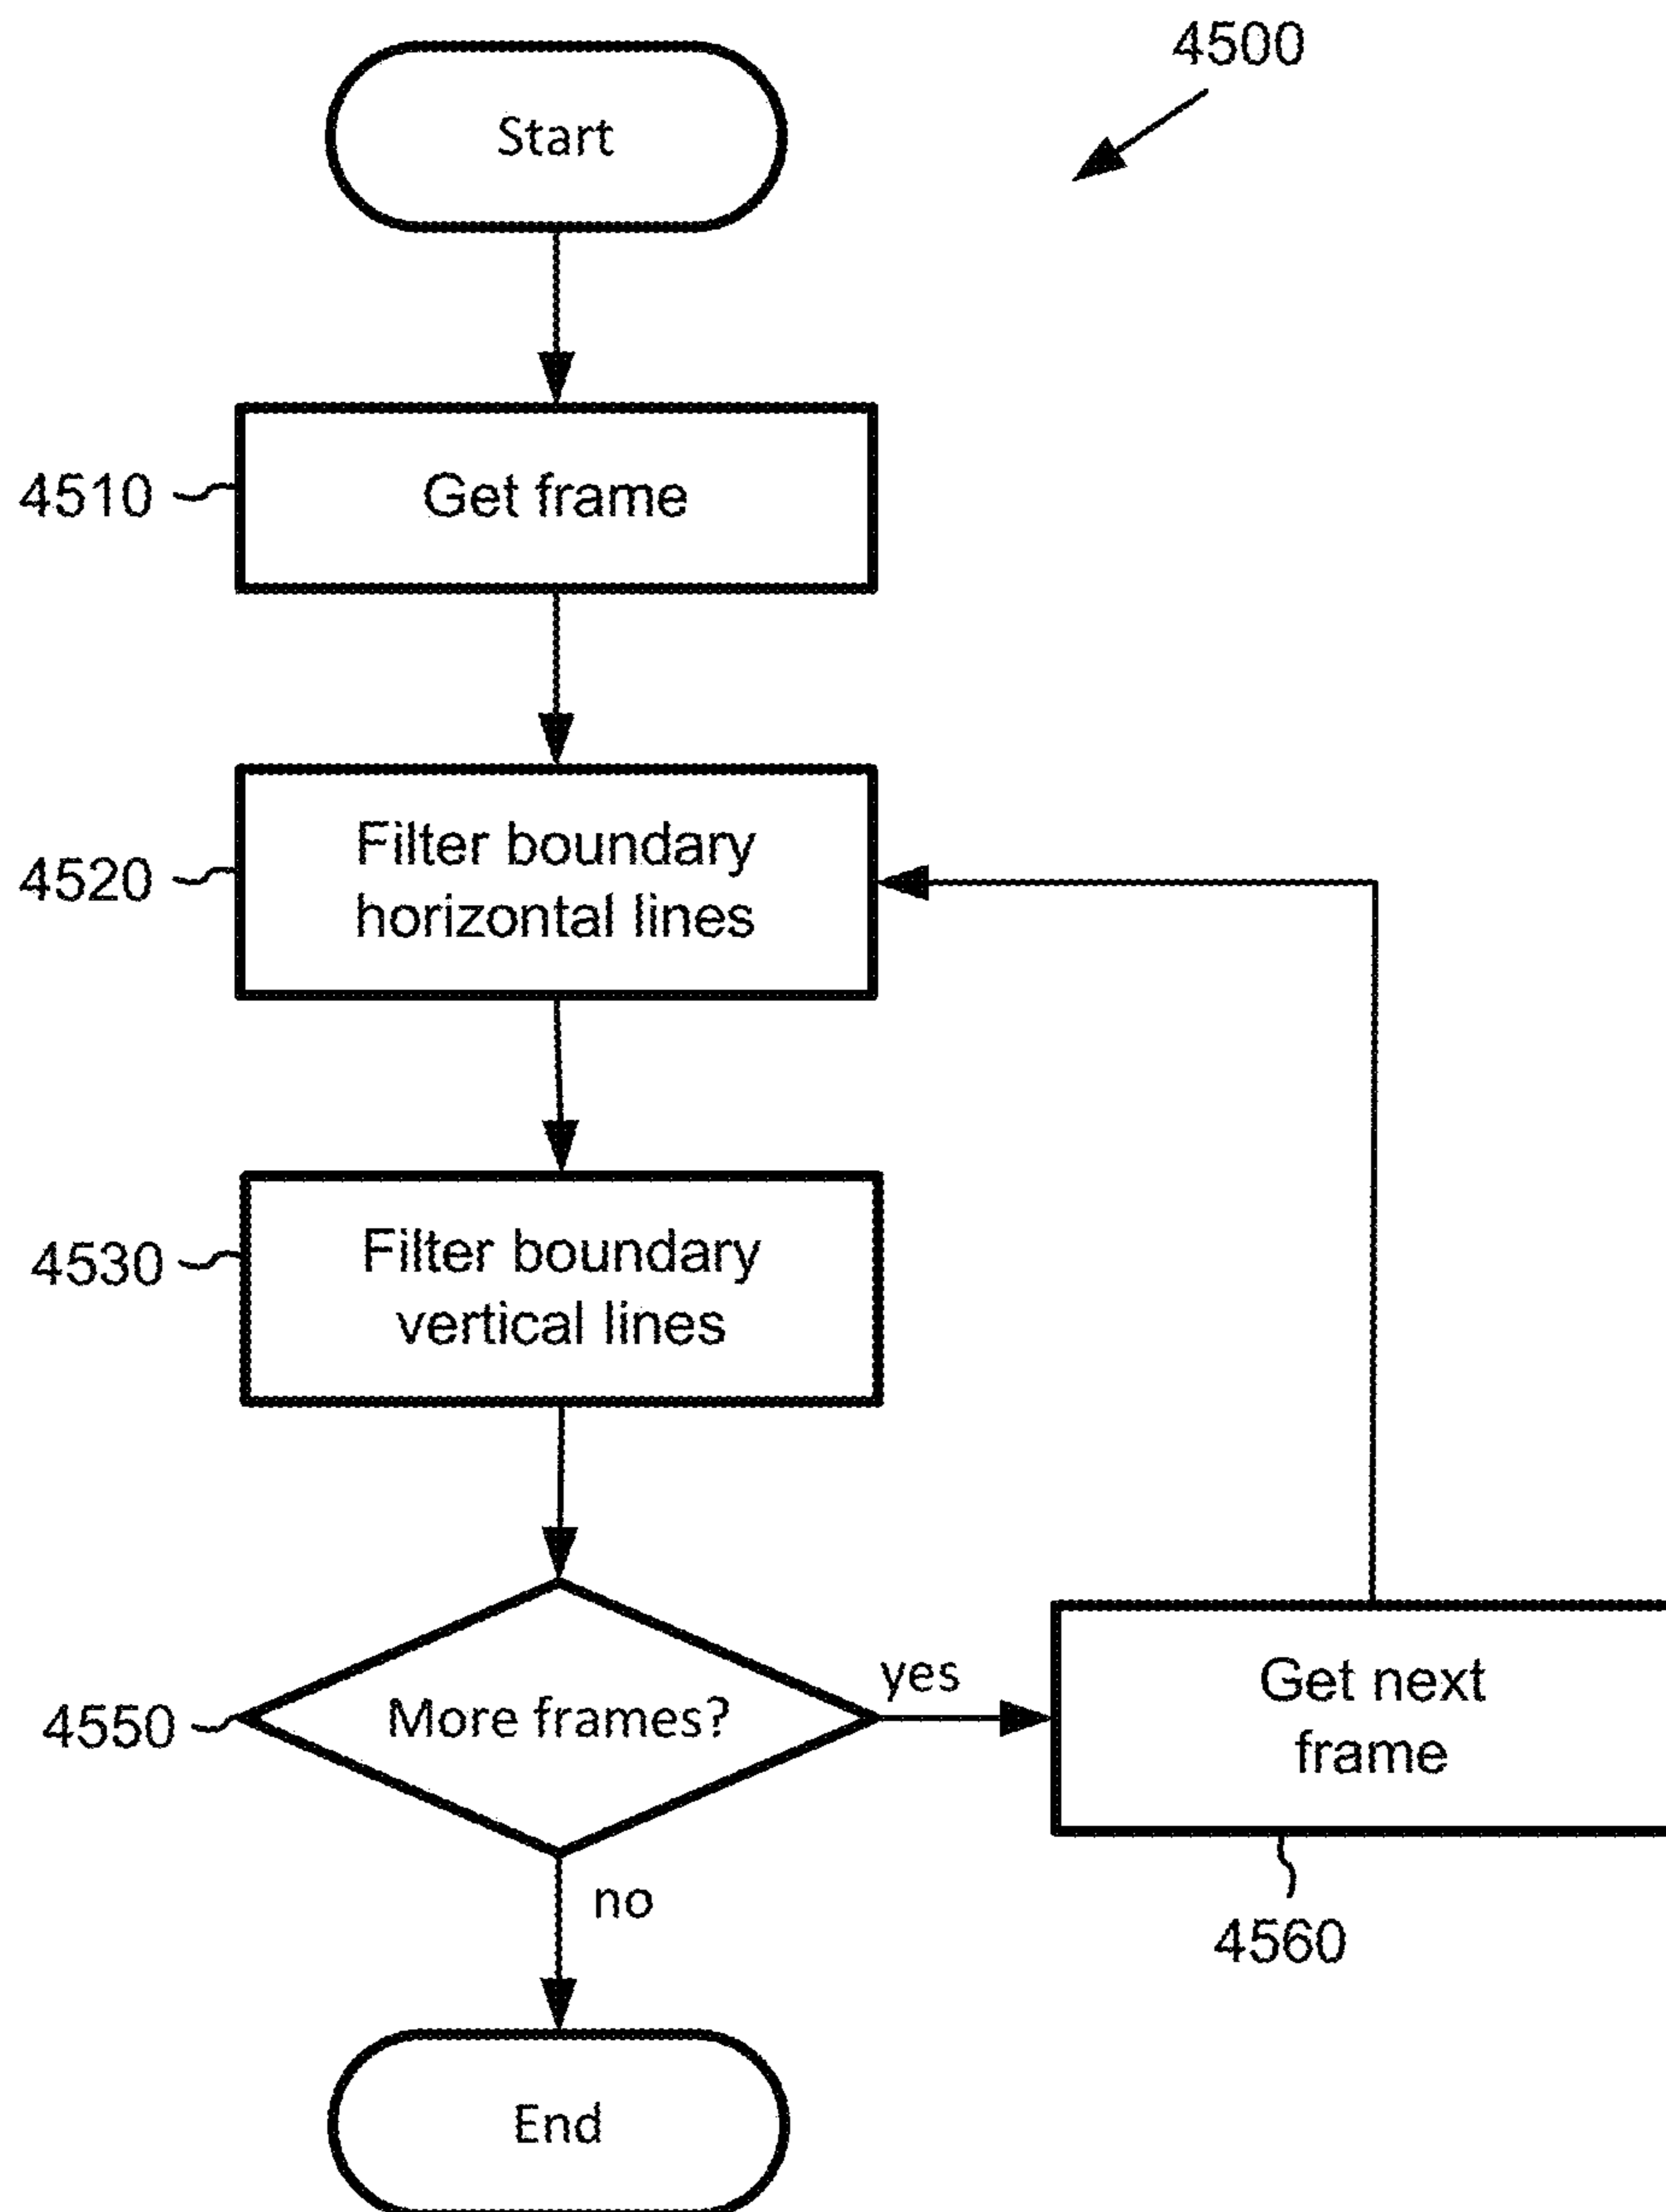 4500
Start
4510
Get frame
4520
Filter boundary
horizontal lines
4530
Filter boundary
vertical lines
4550
More frames?
yes
Get next
frame
no
4560
End